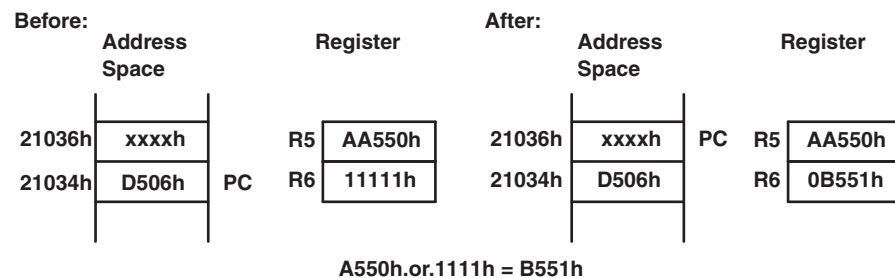 Before:
Address Space
Register
21036h xxxxh
21034h D506h PC
R5 AA550h
R6 11111h
After:
Address Space
Register
21036h xxxxh PC
21034h D506h
R5 AA550h
R6 0B551h
A550h.or.1111h = B551h